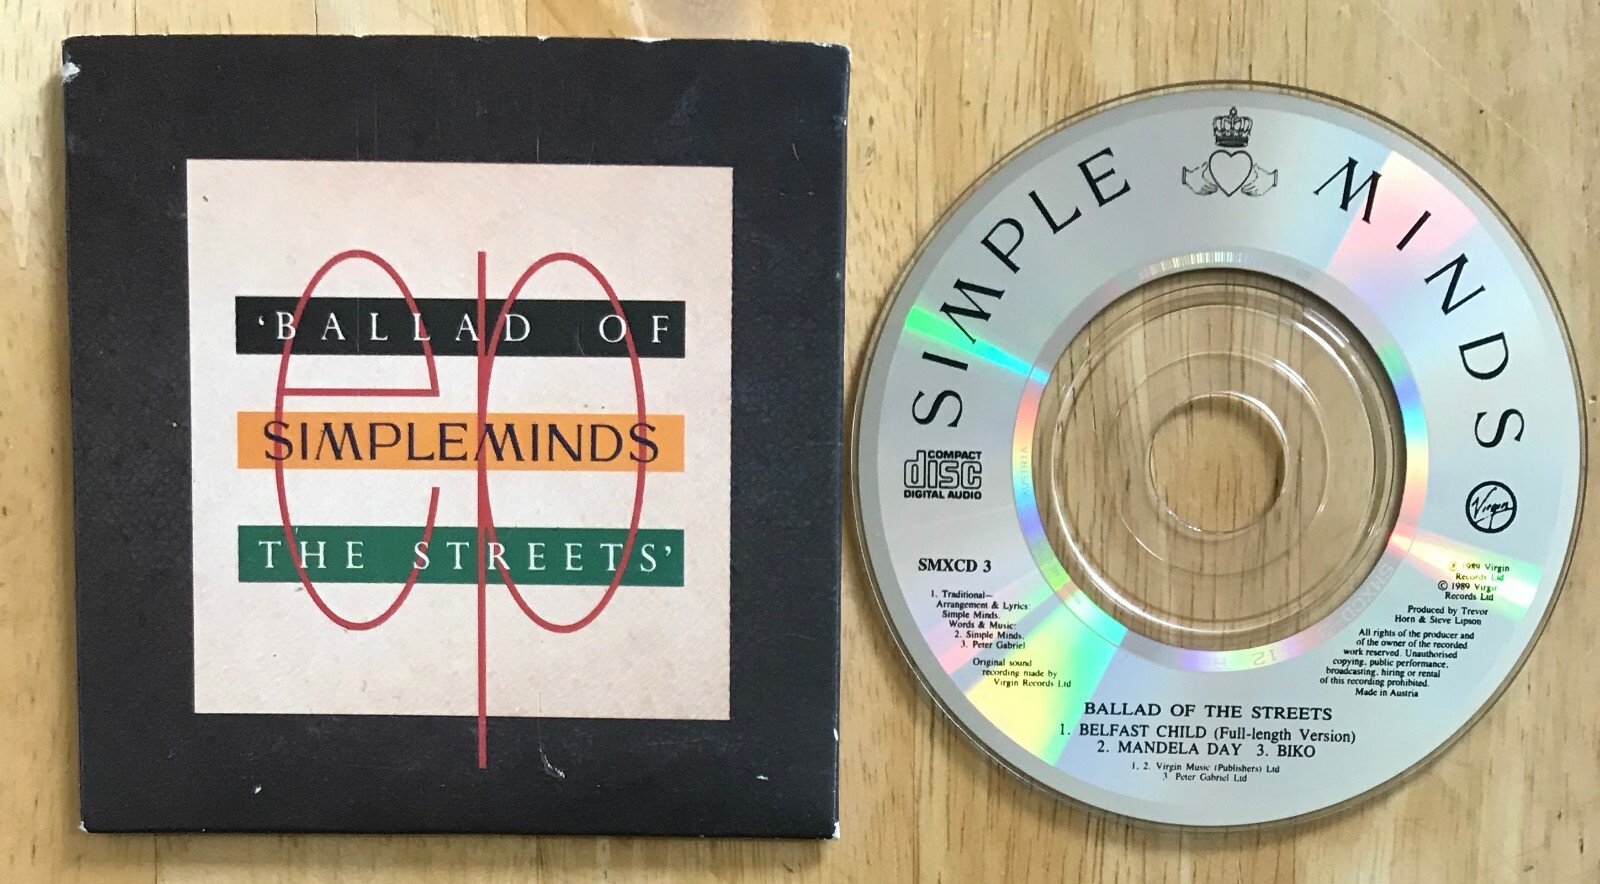 ep
'BALLAD OF
SIMPLEMINDS
THE STREETS'
SIMPLE MINDS
COMPACT
disc
DIGITAL AUDIO
Virgin
SMXCD 3
1. Traditional—
Arrangement & Lyrics:
Simple Minds.
Words & Music:
2. Simple Minds.
3. Peter Gabriel
Original sound
recording made by
Virgin Records Ltd
℗ 1989 Virgin
Records Ltd
© 1989 Virgin
Records Ltd
Produced by Trevor
Horn & Steve Lipson
All rights of the producer and
of the owner of the recorded
work reserved. Unauthorised
copying, public performance,
broadcasting, hiring or rental
of this recording prohibited.
Made in Austria
BALLAD OF THE STREETS
1. BELFAST CHILD (Full-length Version)
2. MANDELA DAY 3. BIKO
1. 2. Virgin Music (Publishers) Ltd
3 Peter Gabriel Ltd
AUSTRIA